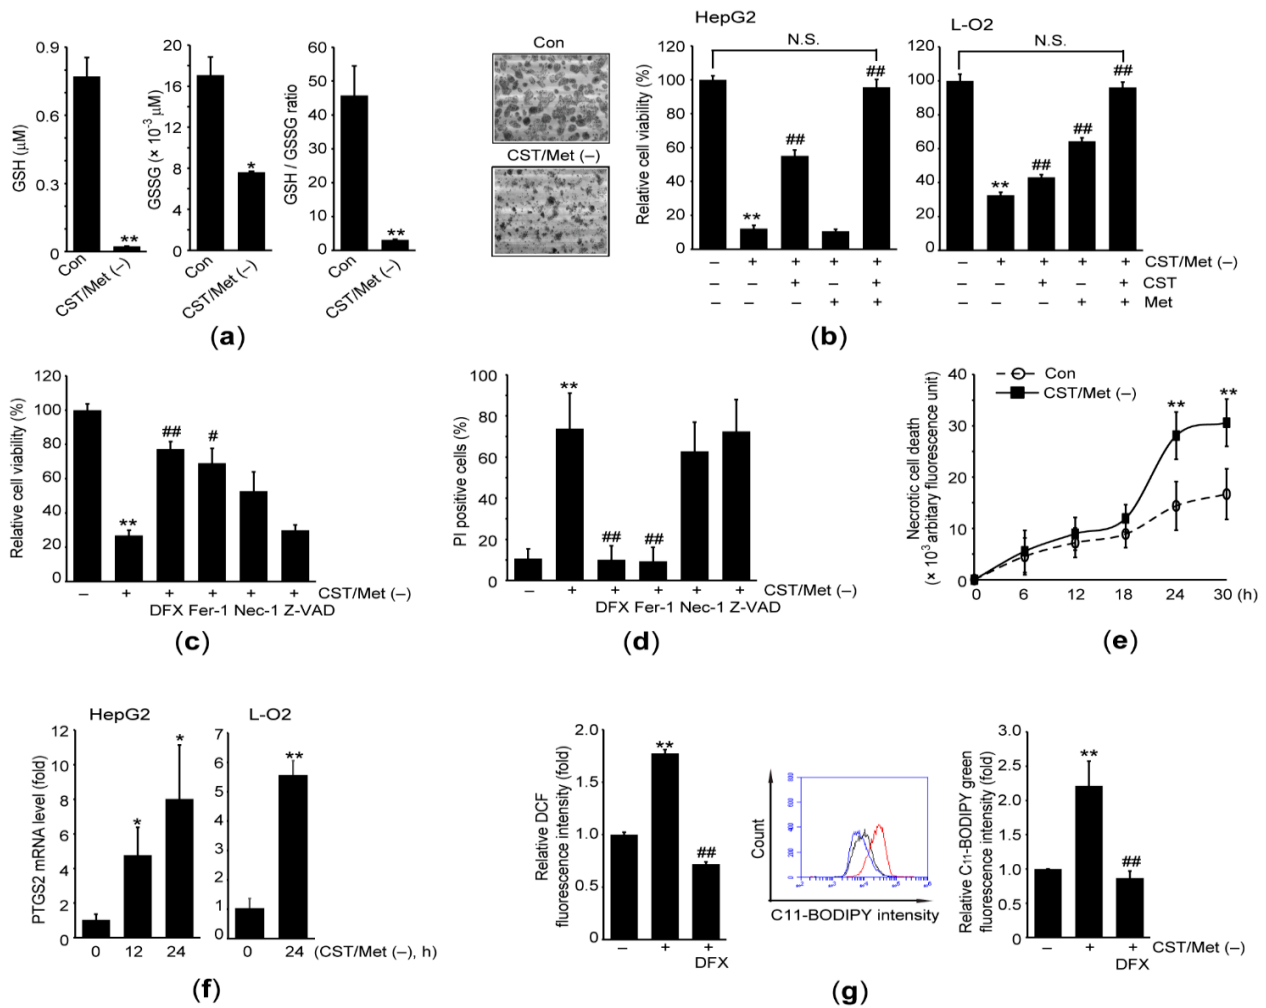 HepG2
L-O2
GSH (μM)
0.9
0.6
0.3
0
**
Con
CST/Met (–)
GSSG (× 10⁻³ μM)
20
16
12
8
4
0
*
Con
CST/Met (–)
GSH / GSSG ratio
60
50
40
30
20
10
0
**
Con
CST/Met (–)
(a)
Con
CST/Met (–)
Relative cell viability (%)
120
100
80
60
40
20
0
N.S.
**
##
##
– + + + +
– – + – +
– – – + +
120
100
80
60
40
20
0
N.S.
**
##
##
##
– + + + + CST/Met (–)
– – + – + CST
– – – + + Met
(b)
Relative cell viability (%)
120
100
80
60
40
20
0
**
##
#
– + + + + + CST/Met (–)
DFX Fer-1 Nec-1 Z-VAD
(c)
PI positive cells (%)
100
80
60
40
20
0
**
##
##
– + + + + + CST/Met (–)
DFX Fer-1 Nec-1 Z-VAD
(d)
Necrotic cell death
(× 10³ arbitary fluorescence unit)
40
30
20
10
0
Con
CST/Met (–)
**
**
0 6 12 18 24 30 (h)
(e)
HepG2
L-O2
PTGS2 mRNA level (fold)
12
10
8
6
4
2
0
*
*
0 12 24
7
6
5
4
3
2
1
0
**
0 24 (CST/Met (–), h)
(f)
Relative DCF
fluorescence intensity (fold)
2.0
1.5
1.0
0.5
0
**
##
– + +
DFX
Count
800
600
400
200
0
C11-BODIPY intensity
Relative C₁₁-BODIPY green
fluorescence intensity (fold)
3.0
2.5
2.0
1.5
1.0
0.5
0
**
##
– + + CST/Met (–)
DFX
(g)